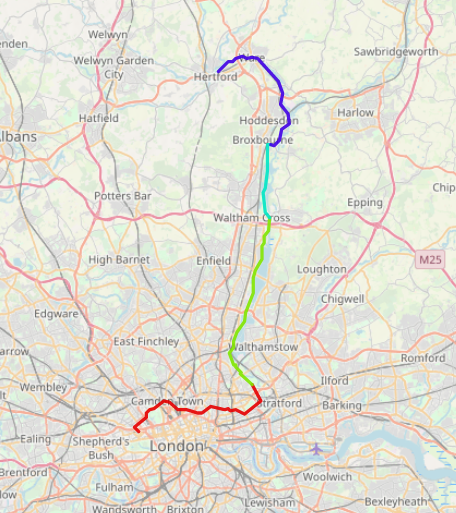 Welwyn
Sawbridgeworth
enden
Welwyn Garden
City
Ware
Hertford
Hatfield
Hoddesdon
Harlow
Albans
Broxbourne
Potters Bar
Epping
Chip
Waltham Cross
High Barnet
Enfield
M25
Loughton
Chigwell
Edgware
East Finchley
Walthamstow
arrow
Romford
Wembley
Ilford
Camden Town
Stratford
Barking
Ealing
Shepherd's
Bush
London
Brentford
Woolwich
Fulham
low
Wandsworth
Brixton
Lewisham
Bexleyheath